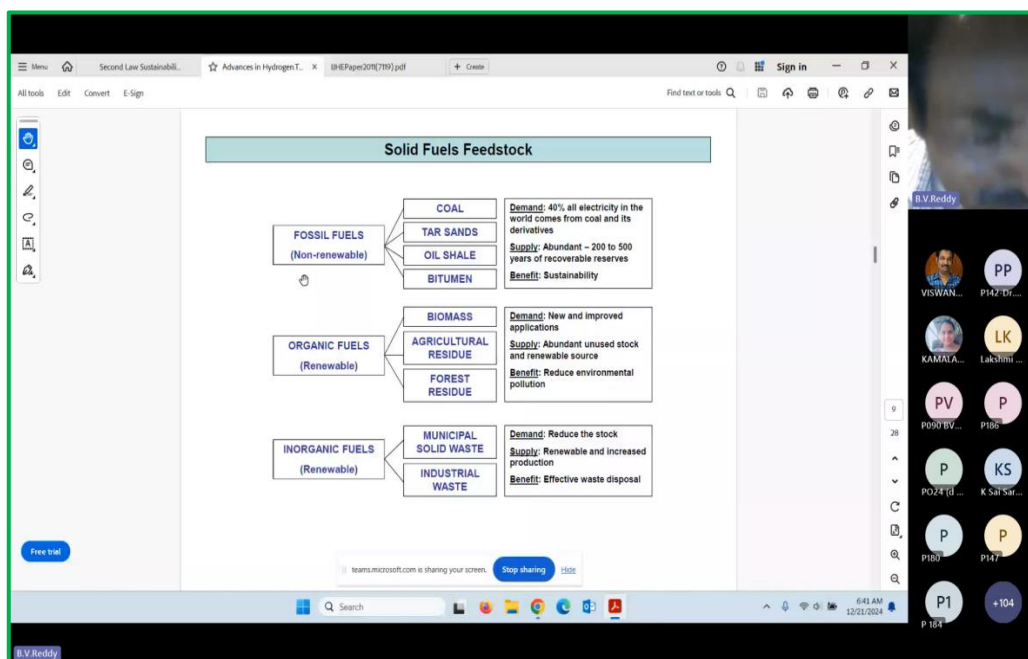 Menu
Second Law Sustainabili...
Advances in Hydrogen T...
IJHEPaper2011(7119).pdf
+ Create
Sign in
All tools Edit Convert E-Sign
Find text or tools
Solid Fuels Feedstock
FOSSIL FUELS
(Non-renewable)
COAL
TAR SANDS
OIL SHALE
BITUMEN
Demand: 40% all electricity in the
world comes from coal and its
derivatives
Supply: Abundant – 200 to 500
years of recoverable reserves
Benefit: Sustainability
ORGANIC FUELS
(Renewable)
BIOMASS
AGRICULTURAL
RESIDUE
FOREST
RESIDUE
Demand: New and improved
applications
Supply: Abundant unused stock
and renewable source
Benefit: Reduce environmental
pollution
INORGANIC FUELS
(Renewable)
MUNICIPAL
SOLID WASTE
INDUSTRIAL
WASTE
Demand: Reduce the stock
Supply: Renewable and increased
production
Benefit: Effective waste disposal
9
28
Free trial
teams.microsoft.com is sharing your screen.
Stop sharing
Hide
Search
6:41 AM
12/21/2024
B.V.Reddy
B.V.Reddy
VISWAN...
PP
P142-Dr....
KAMALA...
LK
Lakshmi ...
PV
P090 BV...
P
P186
P
PO24 (d ...
KS
K Sai Sar...
P
P180
P
P147
P1
P 184
+104